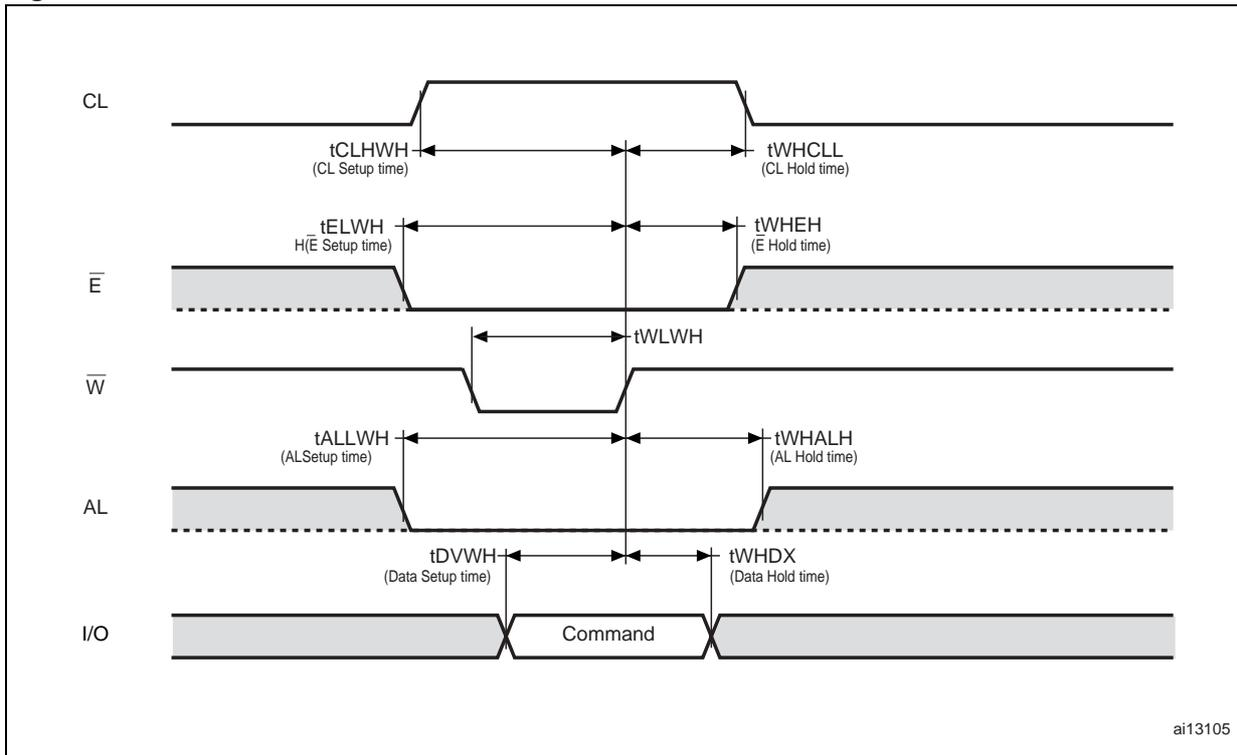 CL
tCLHWH
(CL Setup time)
tWHCLL
(CL Hold time)
tELWH
H(E̅ Setup time)
tWHEH
(E̅ Hold time)
E̅
tWLWH
W̅
tALLWH
(ALSetup time)
tWHALH
(AL Hold time)
AL
tDVWH
(Data Setup time)
tWHDX
(Data Hold time)
I/O
Command
ai13105